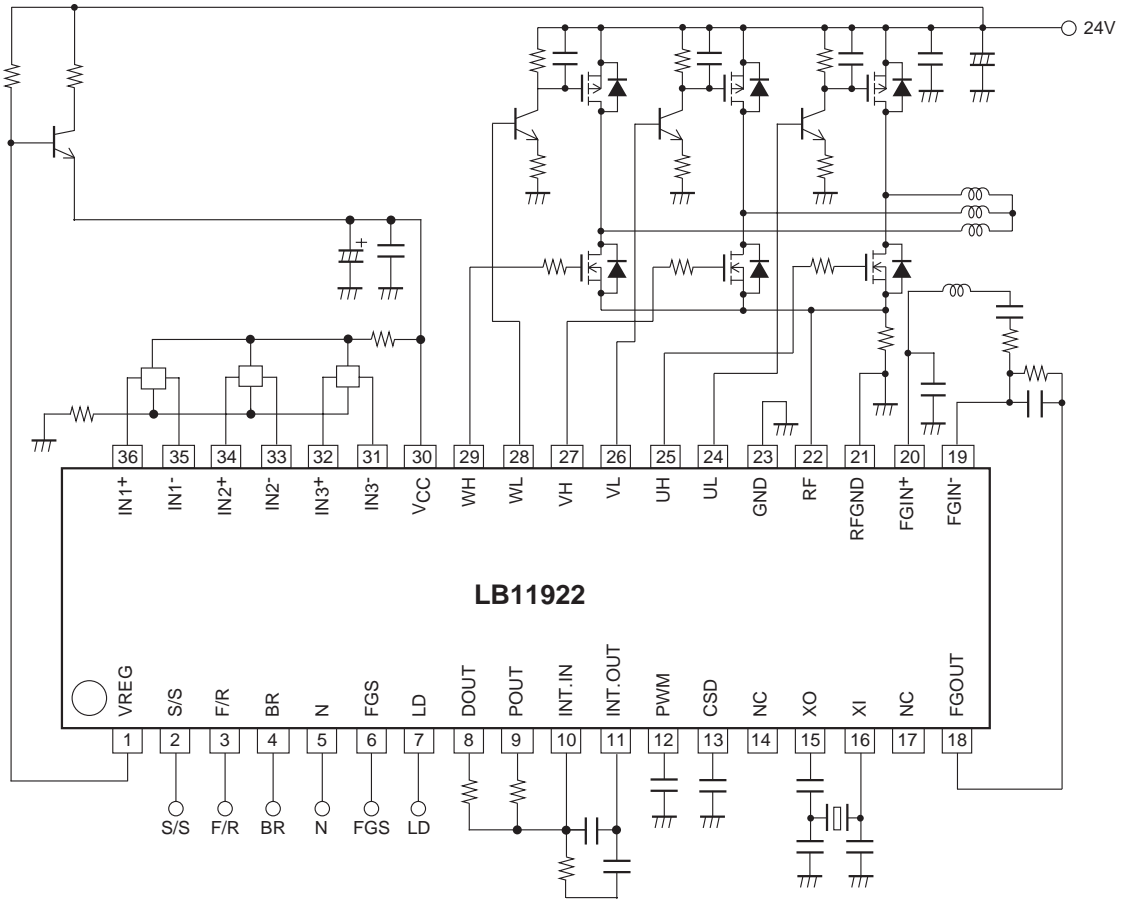 24V
+
36 35 34 33 32 31 30 29 28 27 26 25 24 23 22 21 20 19
IN1+ IN1- IN2+ IN2- IN3+ IN3- VCC WH WL VH VL UH UL GND RF RFGND FGIN+ FGIN-
LB11922
VREG S/S F/R BR N FGS LD DOUT POUT INT.IN INT.OUT PWM CSD NC XO XI NC FGOUT
1 2 3 4 5 6 7 8 9 10 11 12 13 14 15 16 17 18
S/S F/R BR N FGS LD